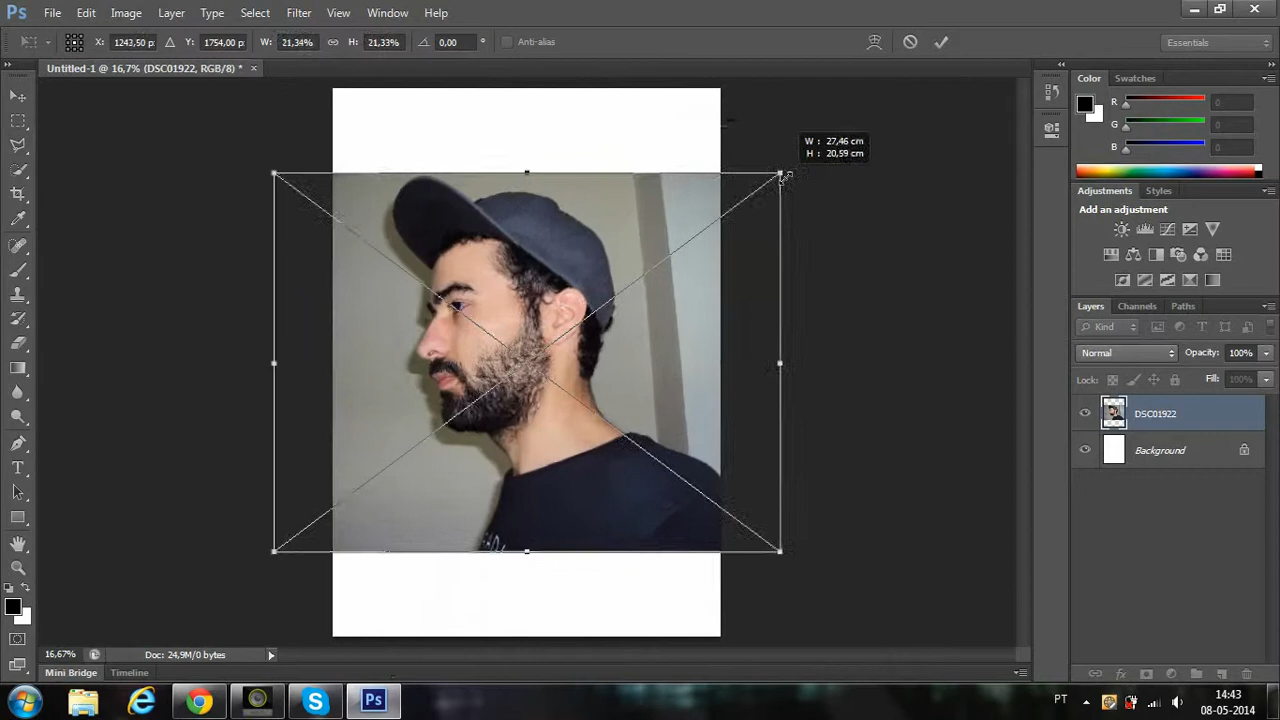 Ps File Edit Image Layer Type Select Filter View Window Help
X: 1243,50 p Y: 1754,00 p W: 21,34% H: 21,33% 0,00 ° Anti-alias Essentials
Untitled-1 @ 16,7% (DSC01922, RGB/8) * ×
Color Swatches
R 0
G 0
B 0
W : 27,46 cm
H : 20,59 cm
Adjustments Styles
Add an adjustment
Layers Channels Paths
Kind
Normal Opacity: 100%
Lock: Fill: 100%
DSC01922
Background
16,67% Doc: 24,9M/0 bytes
Mini Bridge Timeline
Ps PT 14:43
08-05-2014